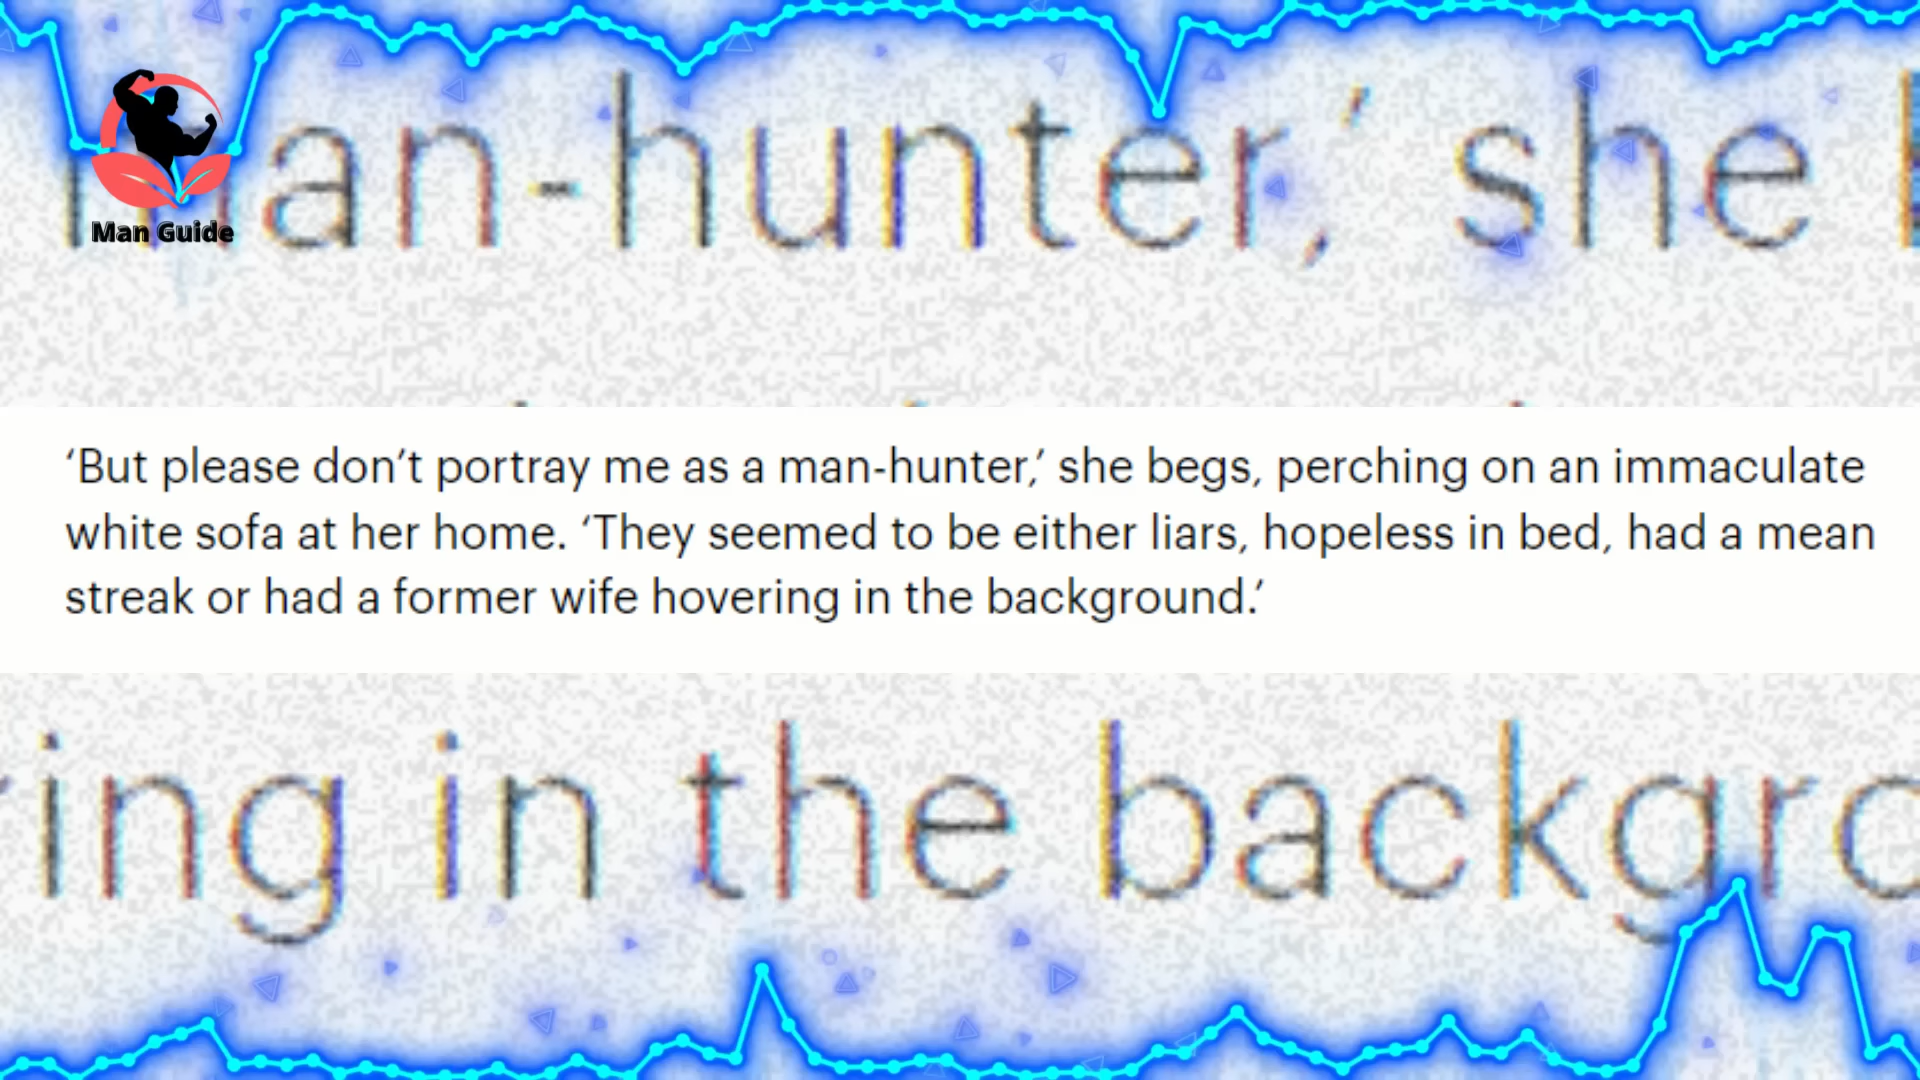 man-hunter,’ she
Man Guide
‘But please don’t portray me as a man-hunter,’ she begs, perching on an immaculate
white sofa at her home. ‘They seemed to be either liars, hopeless in bed, had a mean
streak or had a former wife hovering in the background.’
ing in the backgro